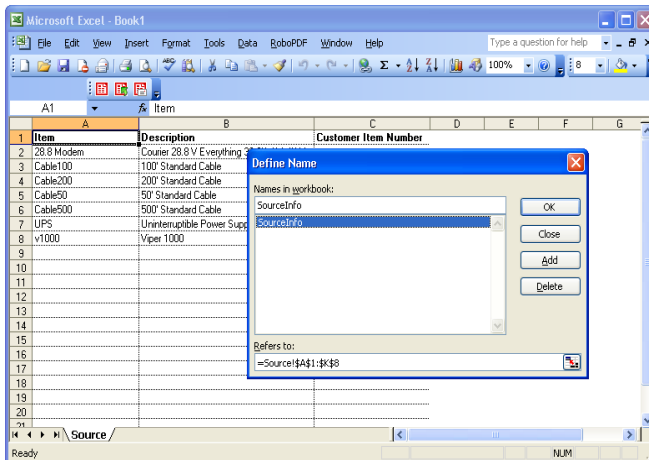 Microsoft Excel - Book1
File Edit View Insert Format Tools Data RoboPDF Window Help Type a question for help
100% 8
A1 fx Item
A B C D E F G
1 Item Description Customer Item Number
2 28.8 Modem Courier 28.8 V Everything
3 Cable100 100' Standard Cable
4 Cable200 200' Standard Cable
5 Cable50 50' Standard Cable
6 Cable500 500' Standard Cable
7 UPS Uninterruptible Power Supp
8 v1000 Viper 1000
9
10
11
12
13
14
15
16
17
18
19
20
21
Define Name
Names in workbook:
SourceInfo
SourceInfo
OK
Close
Add
Delete
Refers to:
=Source!$A$1:$K$8
Source
Ready NUM